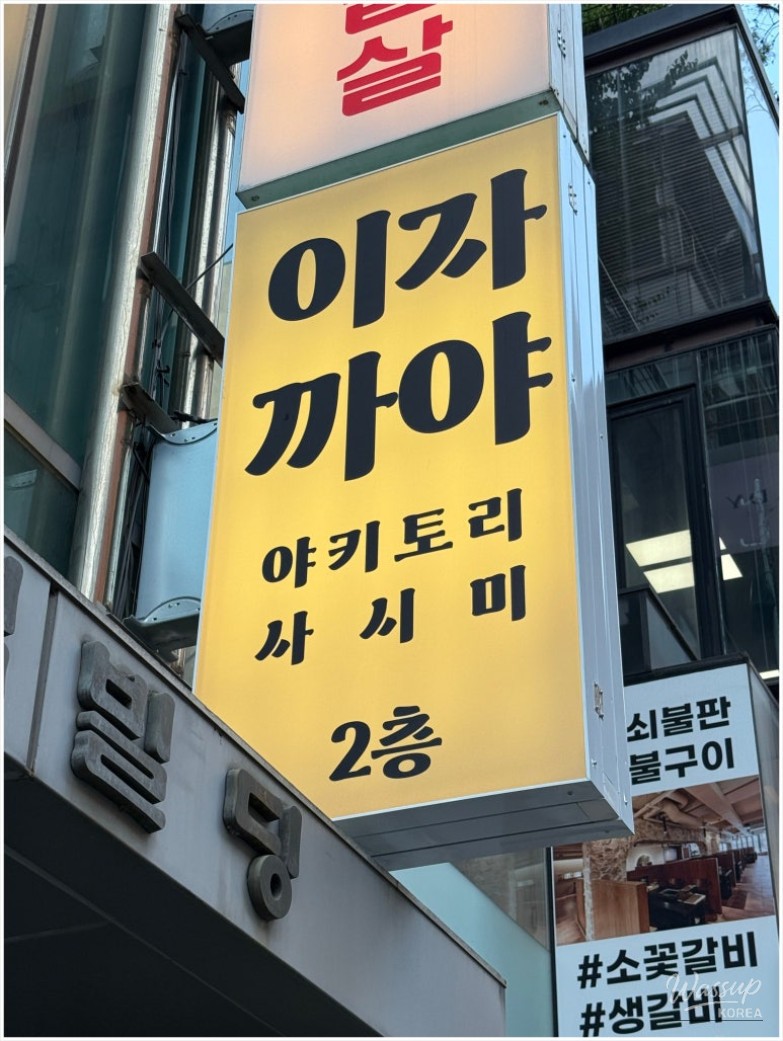 살
이자
까야
야키토리
사 시 미
2층
빌딩
쇠불판
불구이
#소꽃갈비
#생갈비
Wassup
KOREA